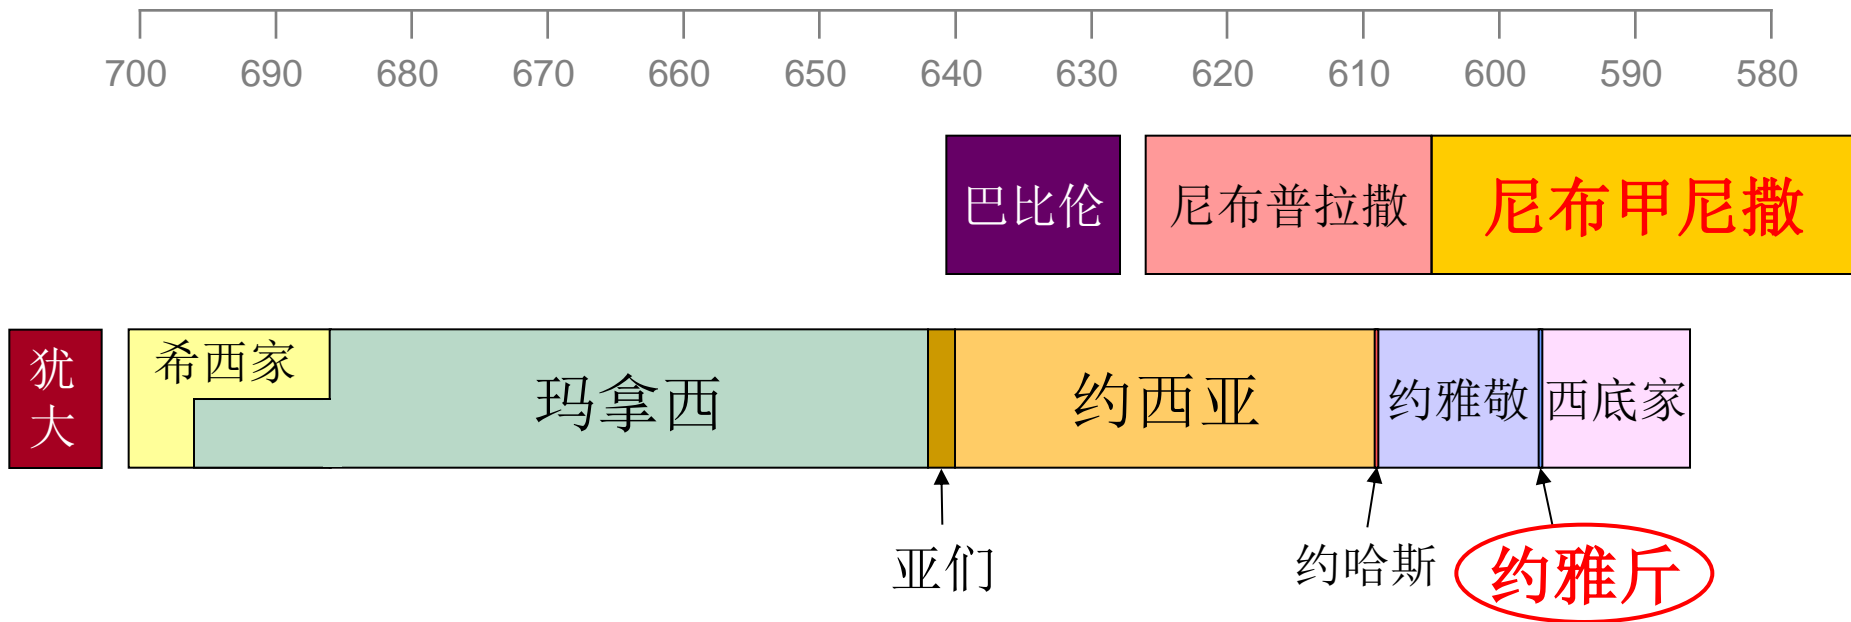 700 690 680 670 660 650 640 630 620 610 600 590 580
巴比伦 尼布普拉撒 尼布甲尼撒
犹大
希西家 玛拿西 约西亚 约雅敬 西底家
亚们 约哈斯 约雅斤